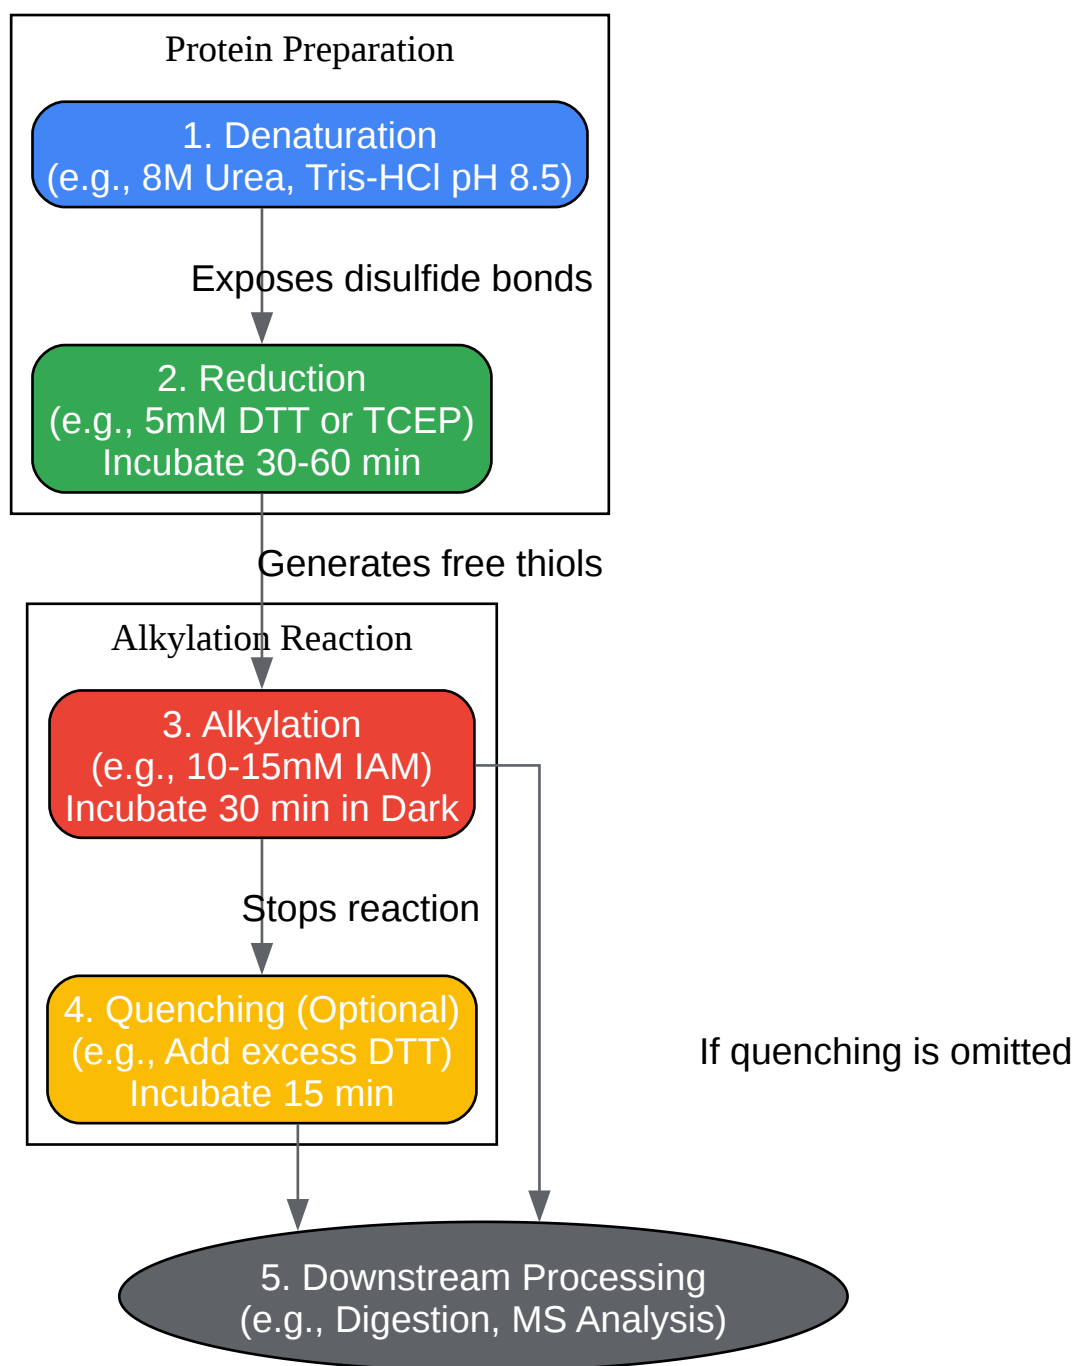 Protein Preparation
1. Denaturation
(e.g., 8M Urea, Tris-HCl pH 8.5)
Exposes disulfide bonds
2. Reduction
(e.g., 5mM DTT or TCEP)
Incubate 30-60 min
Generates free thiols
Alkylation Reaction
3. Alkylation
(e.g., 10-15mM IAM)
Incubate 30 min in Dark
Stops reaction
4. Quenching (Optional)
(e.g., Add excess DTT)
Incubate 15 min
If quenching is omitted
5. Downstream Processing
(e.g., Digestion, MS Analysis)